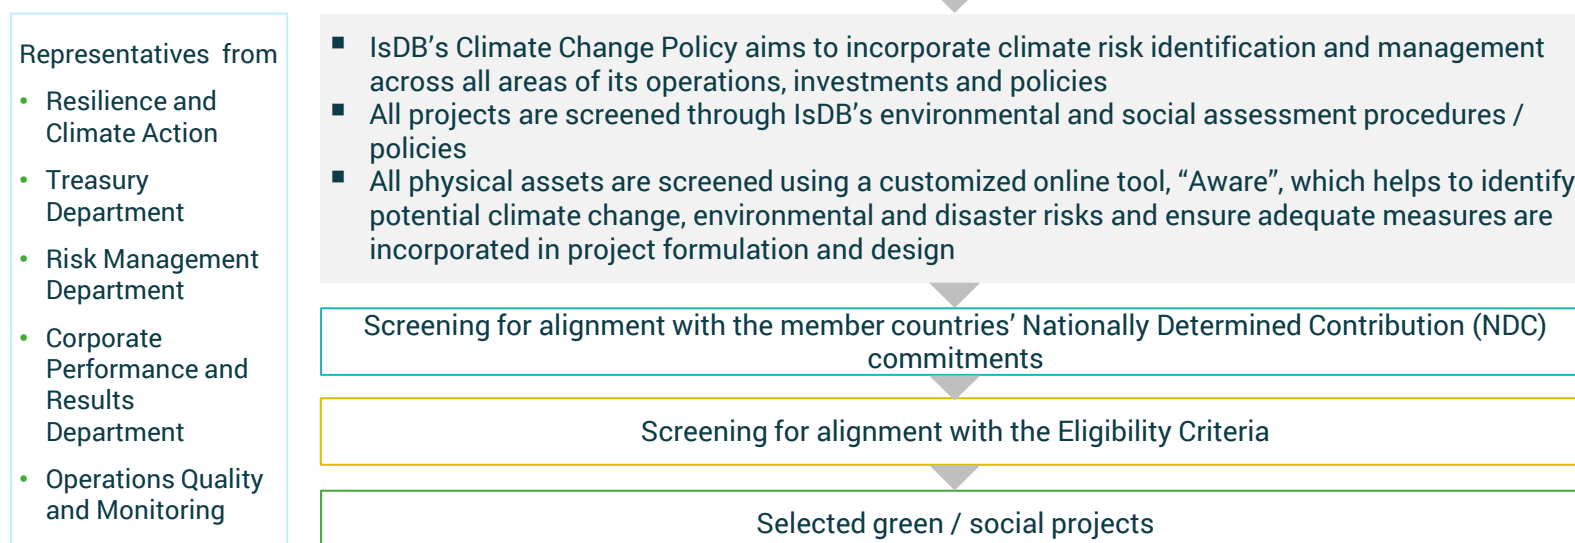 Representatives from
• Resilience and
Climate Action
• Treasury
Department
• Risk Management
Department
• Corporate
Performance and
Results
Department
• Operations Quality
and Monitoring
▪ IsDB’s Climate Change Policy aims to incorporate climate risk identification and management
across all areas of its operations, investments and policies
▪ All projects are screened through IsDB’s environmental and social assessment procedures /
policies
▪ All physical assets are screened using a customized online tool, “Aware”, which helps to identify
potential climate change, environmental and disaster risks and ensure adequate measures are
incorporated in project formulation and design
Screening for alignment with the member countries’ Nationally Determined Contribution (NDC)
commitments
Screening for alignment with the Eligibility Criteria
Selected green / social projects